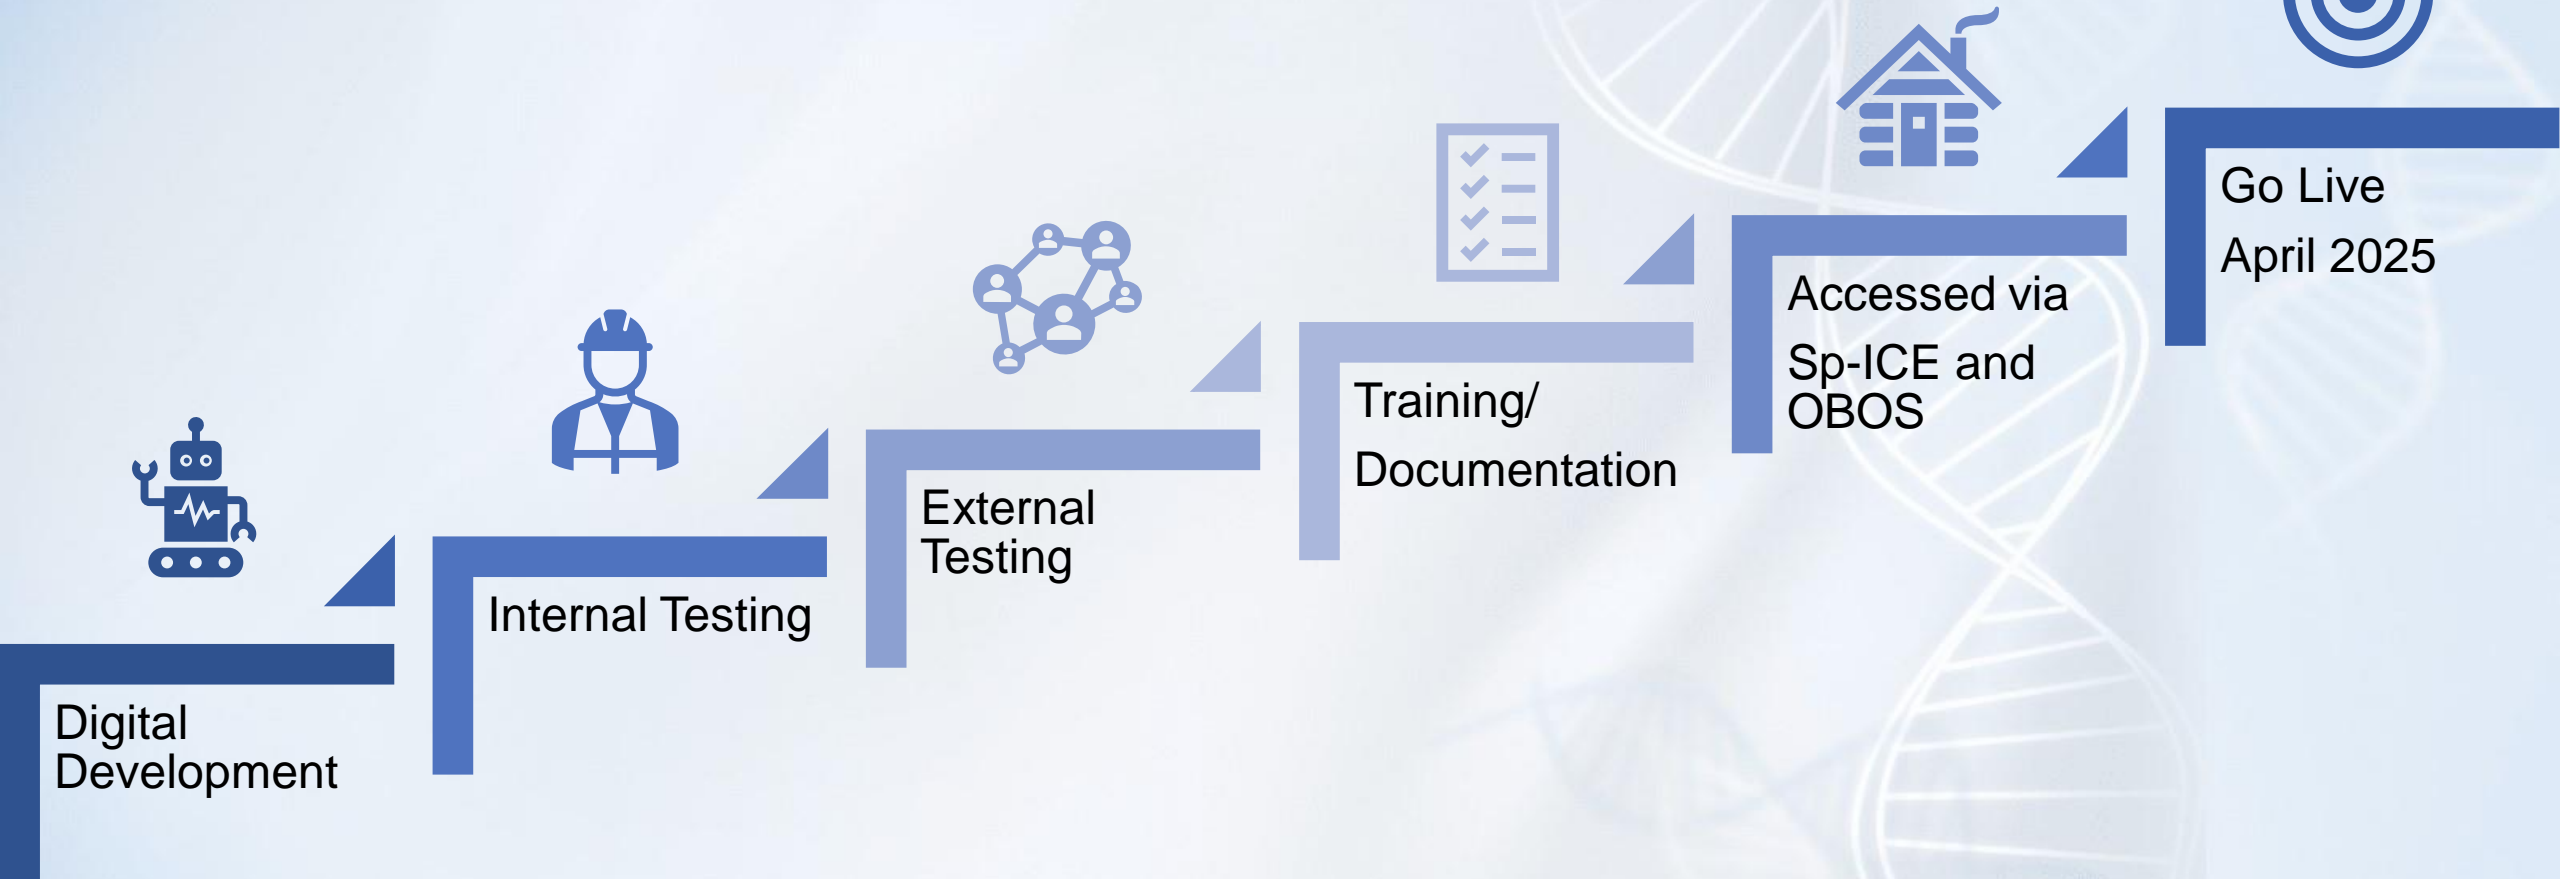 Digital
Development
Internal Testing
External
Testing
Training/
Documentation
Accessed via
Sp-ICE and
OBOS
Go Live
April 2025